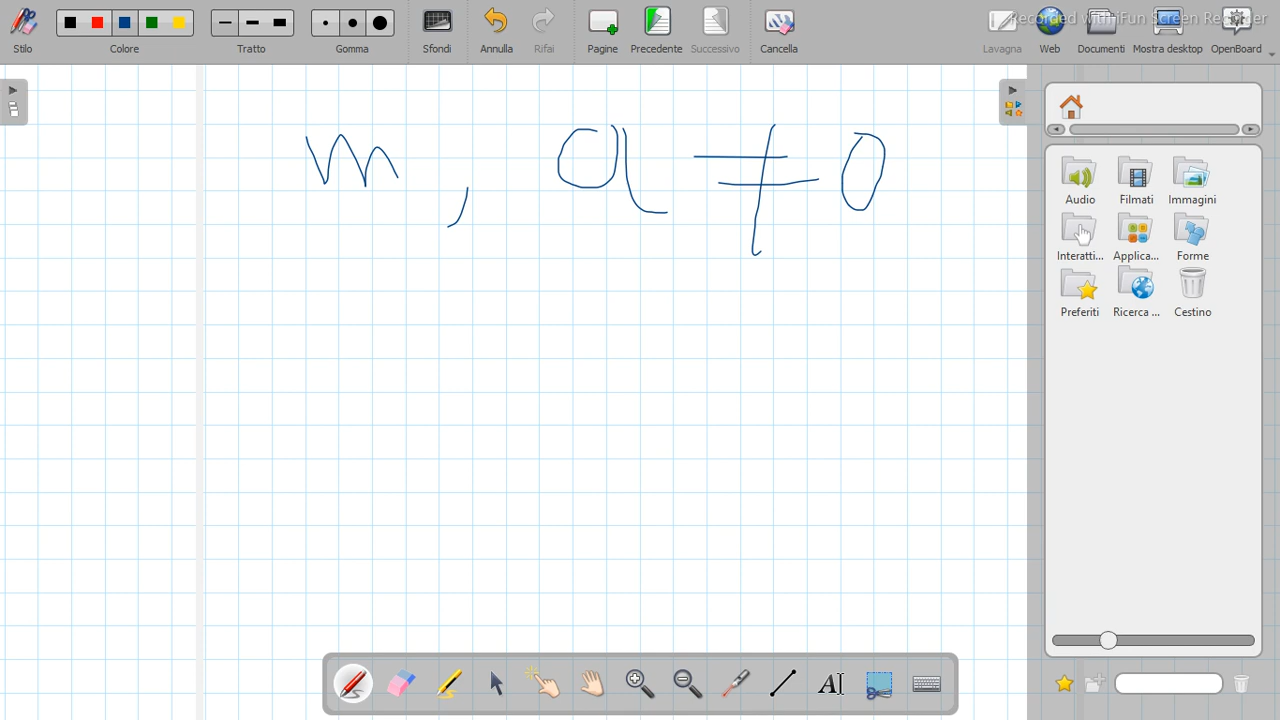 Recorded with iFun Screen Recorder
Stilo Colore Tratto Gomma Sfondi Annulla Rifai Pagine Precedente Successivo Cancella Lavagna Web Documenti Mostra desktop OpenBoard
m , a ≠ 0
Audio Filmati Immagini
Interatti... Applica... Forme
Preferiti Ricerca ... Cestino